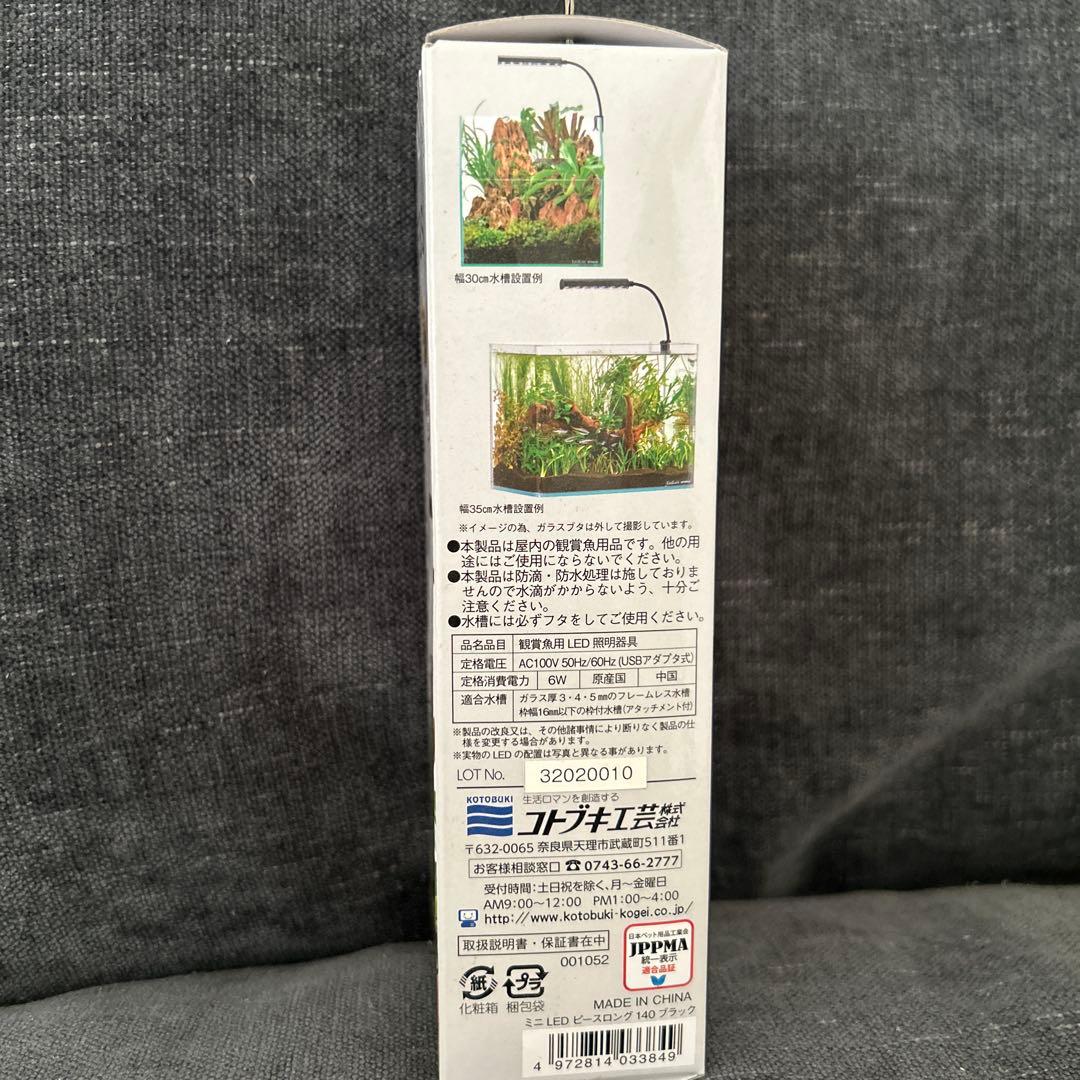 幅30cm水槽設置例
幅35cm水槽設置例
※イメージの為、ガラスブタは外して撮影しています。
●本製品は屋内の観賞魚用品です。他の用
途にはご使用にならないでください。
●本製品は防滴・防水処理は施しておりま
せんので水滴がかからないよう、十分ご
注意ください。
●水槽には必ずフタをしてご使用ください。
品名品目 観賞魚用 LED 照明器具
定格電圧 AC100V 50Hz/60Hz (USBアダプタ式)
定格消費電力 6W 原産国 中国
適合水槽 ガラス厚3・4・5㎜のフレームレス水槽
枠幅16㎜以下の枠付水槽(アタッチメント付)
※製品の改良又は、その他諸事情により断りなく製品の仕
様を変更する場合があります。
※実物の LED の配置は写真と異なる事があります。
LOT No. 32020010
KOTOBUKI 生活ロマンを創造する
コトブキ工芸株式会社
〒632-0065 奈良県天理市武蔵町511番1
お客様相談窓口 ☎ 0743-66-2777
受付時間:土日祝を除く、月～金曜日
AM9:00～12:00 PM1:00～4:00
http://www.kotobuki-kogei.co.jp/
取扱説明書・保証書在中
001052
日本ペット用品工業会
JPPMA
統一表示
適合品証
紙 プラ
化粧箱 梱包袋
MADE IN CHINA
ミニ LED ピースロング 140 ブラック
4 972814 033849